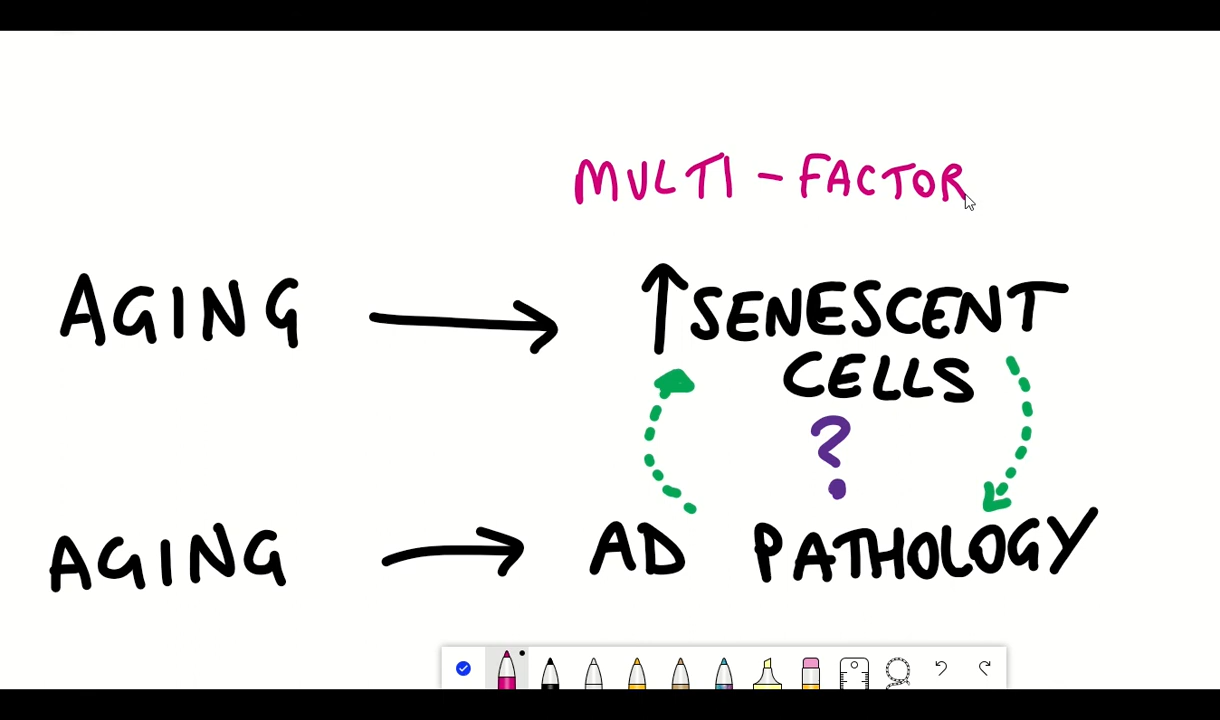 MULTI - FACTOR
AGING → ↑ SENESCENT
CELLS
?
AGING → AD PATHOLOGY